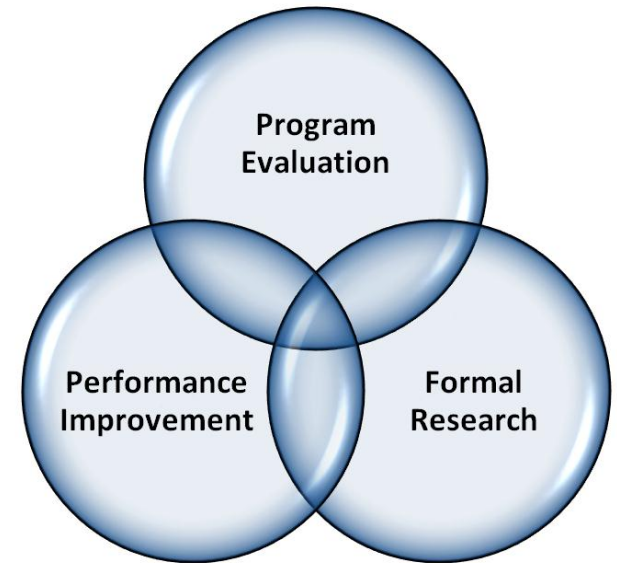 Program
Evaluation
Performance
Improvement
Formal
Research